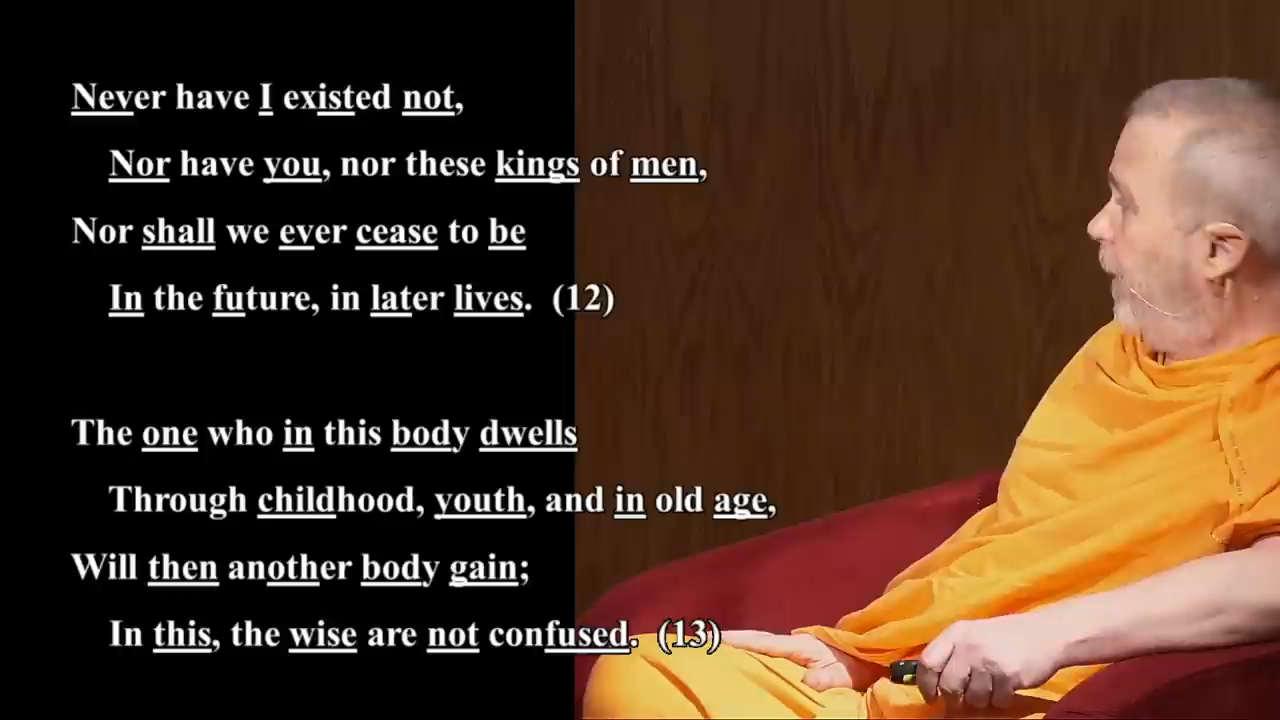 Never have I existed not,
Nor have you, nor these kings of men,
Nor shall we ever cease to be
In the future, in later lives. (12)
The one who in this body dwells
Through childhood, youth, and in old age,
Will then another body gain;
In this, the wise are not confused. (13)